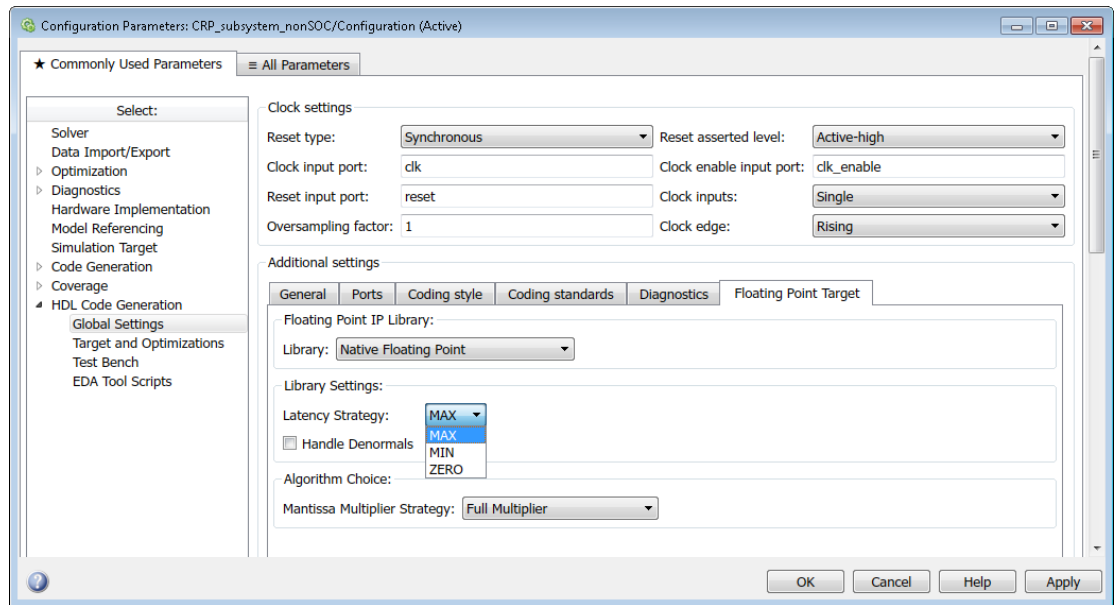 Configuration Parameters: CRP_subsystem_nonSOC/Configuration (Active)
★ Commonly Used Parameters
≡ All Parameters
Select:
Solver
Data Import/Export
Optimization
Diagnostics
Hardware Implementation
Model Referencing
Simulation Target
Code Generation
Coverage
HDL Code Generation
Global Settings
Target and Optimizations
Test Bench
EDA Tool Scripts
Clock settings
Reset type: Synchronous Reset asserted level: Active-high
Clock input port: clk Clock enable input port: clk_enable
Reset input port: reset Clock inputs: Single
Oversampling factor: 1 Clock edge: Rising
Additional settings
General Ports Coding style Coding standards Diagnostics Floating Point Target
Floating Point IP Library:
Library: Native Floating Point
Library Settings:
Latency Strategy: MAX
MAX
Handle Denormals
MIN
ZERO
Algorithm Choice:
Mantissa Multiplier Strategy: Full Multiplier
OK Cancel Help Apply